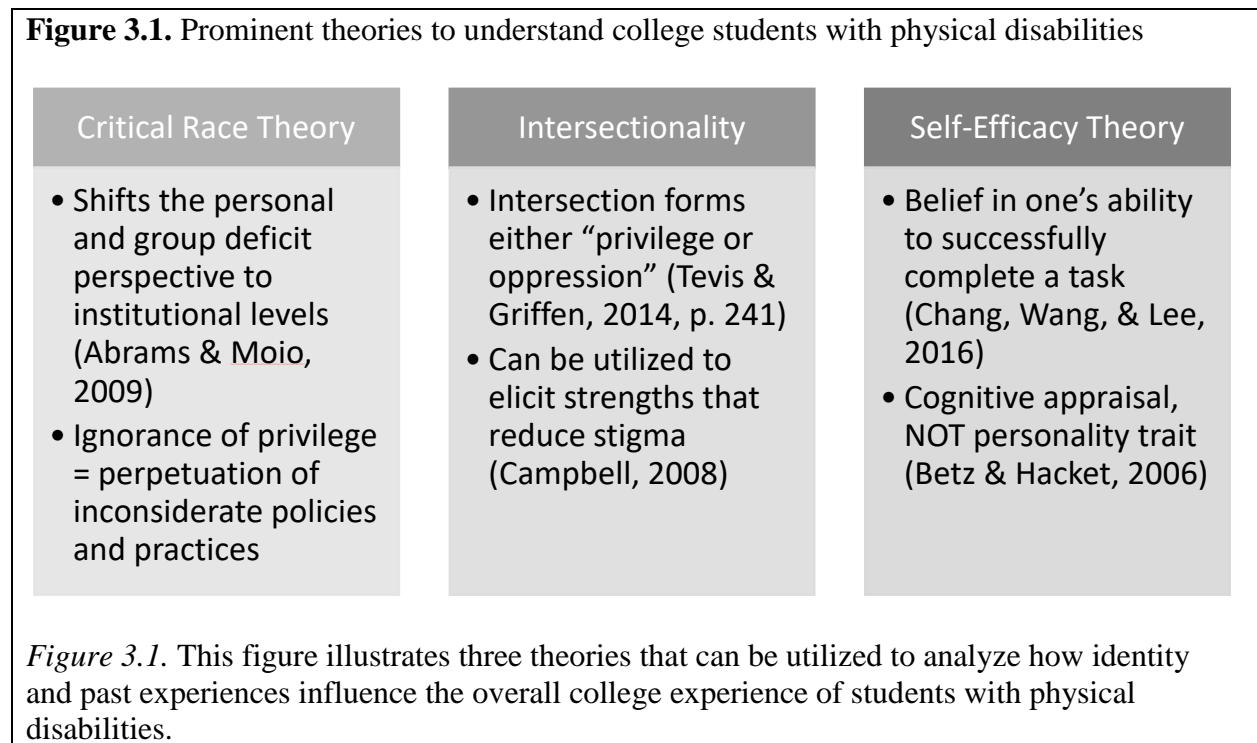 Figure 3.1. Prominent theories to understand college students with physical disabilities
Critical Race Theory
• Shifts the personal
and group deficit
perspective to
institutional levels
(Abrams & Moio,
2009)
• Ignorance of privilege
= perpetuation of
inconsiderate policies
and practices
Intersectionality
• Intersection forms
either “privilege or
oppression” (Tevis &
Griffen, 2014, p. 241)
• Can be utilized to
elicit strengths that
reduce stigma
(Campbell, 2008)
Self-Efficacy Theory
• Belief in one’s ability
to successfully
complete a task
(Chang, Wang, & Lee,
2016)
• Cognitive appraisal,
NOT personality trait
(Betz & Hacket, 2006)
Figure 3.1. This figure illustrates three theories that can be utilized to analyze how identity
and past experiences influence the overall college experience of students with physical
disabilities.